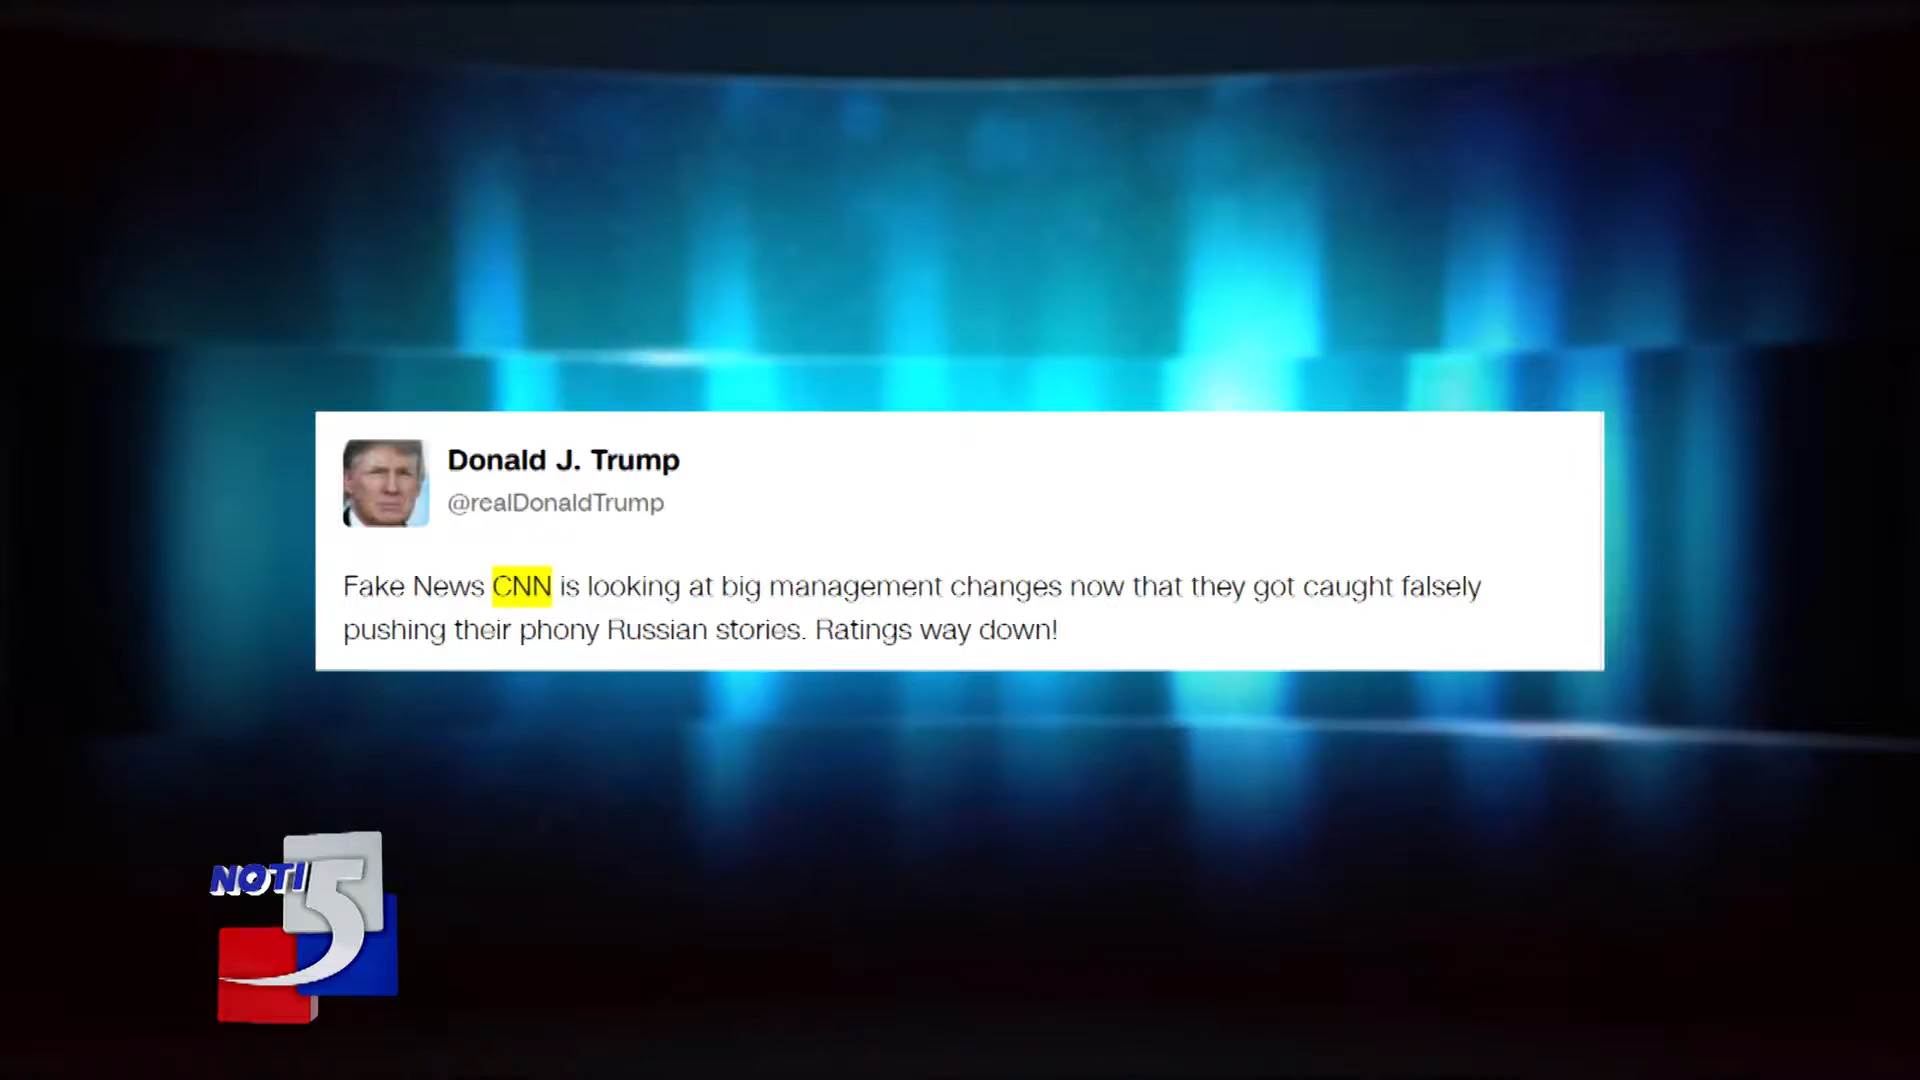 Donald J. Trump
@realDonaldTrump
Fake News CNN is looking at big management changes now that they got caught falsely
pushing their phony Russian stories. Ratings way down!
NOTI
5